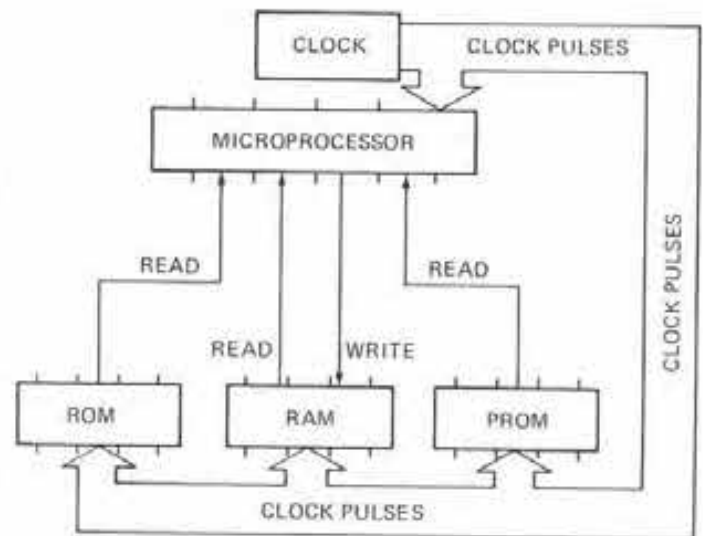 CLOCK
CLOCK PULSES
MICROPROCESSOR
READ
READ
CLOCK PULSES
READ
WRITE
ROM
RAM
PROM
CLOCK PULSES